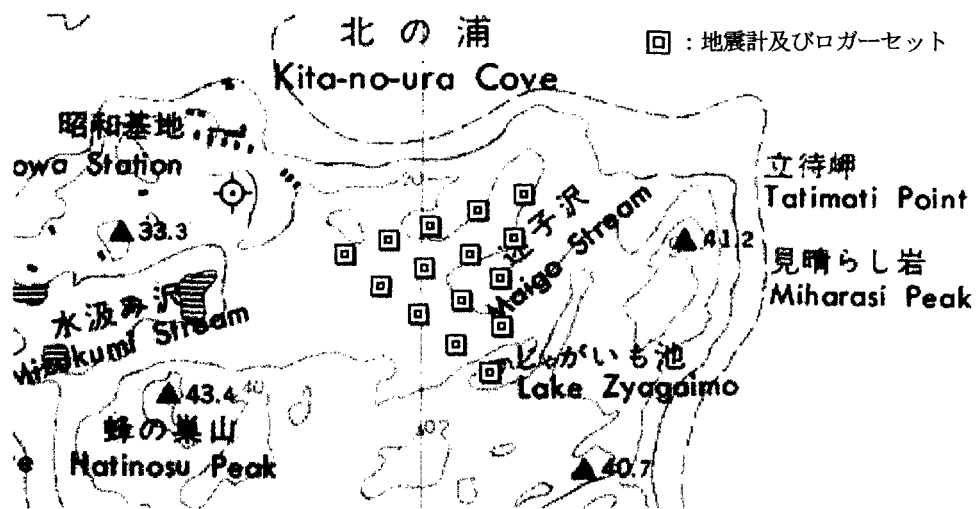 北の浦
Kita-no-ura Cove
回 : 地震計及びロガーセット
昭和基地
owa Station
33.3
水汲み沢
Mizukumi Stream
43.4
40
蜂の巣山
Hatinosu Peak
e
迷子沢
Maigo Stream
立待岬
Tatimati Point
41.2
見晴らし岩
Miharasi Peak
じゃがいも池
Lake Zyagaimo
40.7